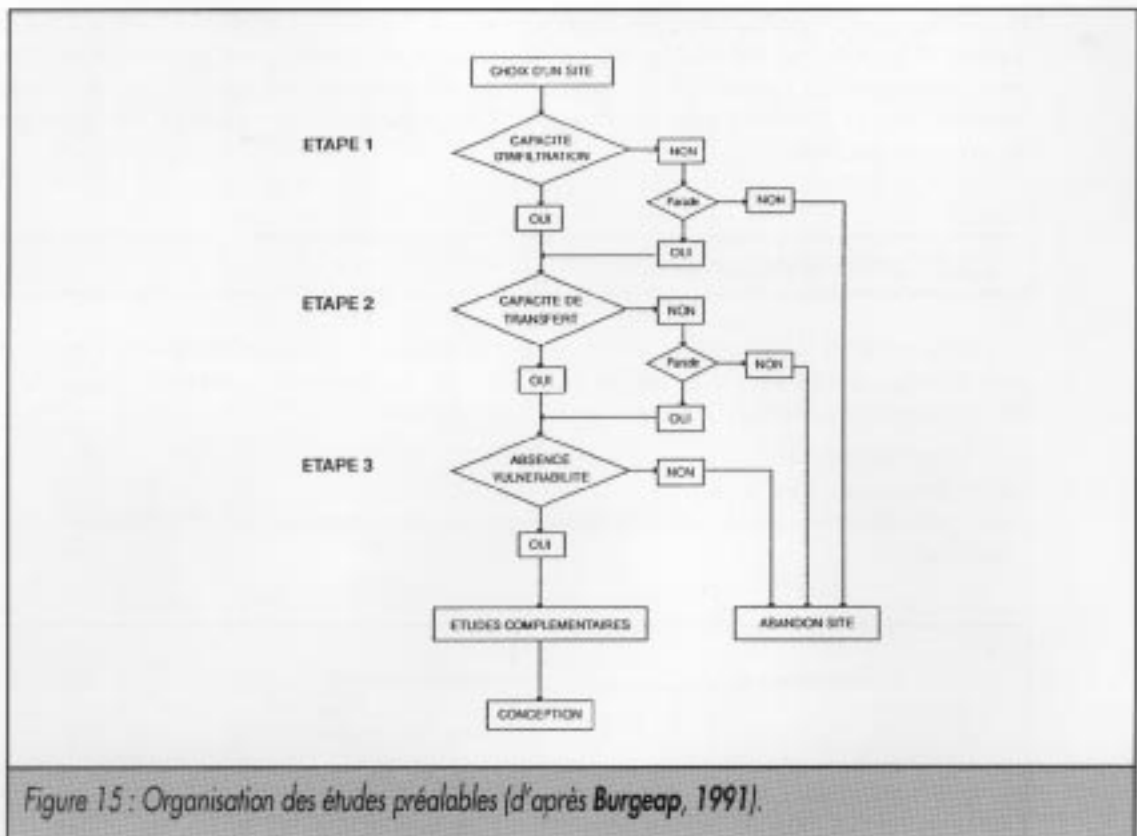 CHOIX D'UN SITE
ETAPE 1
CAPACITE
D'INFILTRATION
NON
Parade
NON
OUI
OUI
ETAPE 2
CAPACITE DE
TRANSFERT
NON
Parade
NON
OUI
OUI
ETAPE 3
ABSENCE
VULNERABILITE
NON
OUI
ETUDES COMPLEMENTAIRES
ABANDON SITE
CONCEPTION
Figure 15 : Organisation des études préalables (d'après Burgeap, 1991).